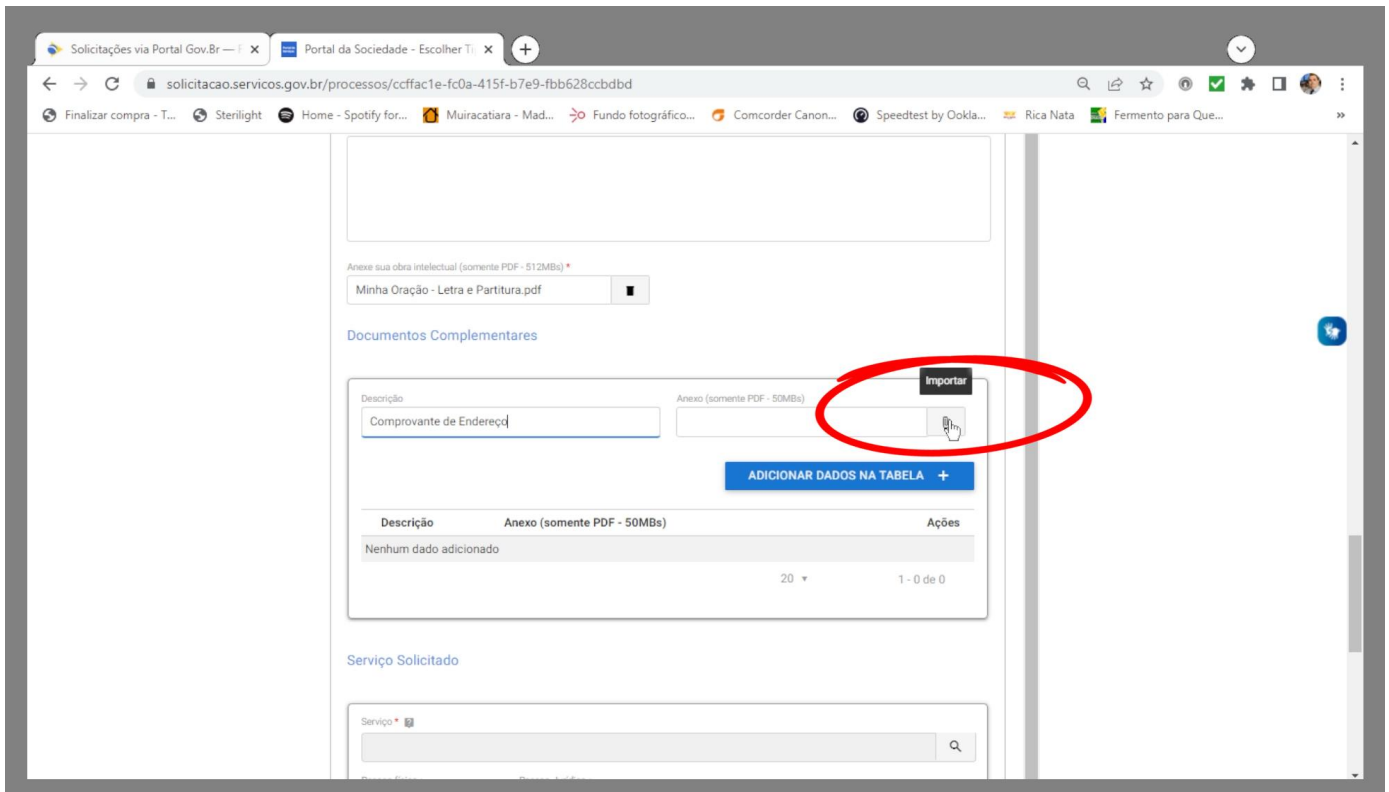 Solicitações via Portal Gov.Br —
Portal da Sociedade - Escolher Ti
solicitacao.servicos.gov.br/processos/ccffac1e-fc0a-415f-b7e9-fbb628ccbdbd
Finalizar compra - T...
Sterilight
Home - Spotify for...
Muiracatiara - Mad...
Fundo fotográfico...
Comcorder Canon...
Speedtest by Ookla...
Rica Nata
Fermento para Que...
»
Anexe sua obra intelectual (somente PDF - 512MBs) *
Minha Oração - Letra e Partitura.pdf
Documentos Complementares
Importar
Descrição Anexo (somente PDF - 50MBs)
Comprovante de Endereço
ADICIONAR DADOS NA TABELA +
Descrição Anexo (somente PDF - 50MBs) Ações
Nenhum dado adicionado
20 1 - 0 de 0
Serviço Solicitado
Serviço *